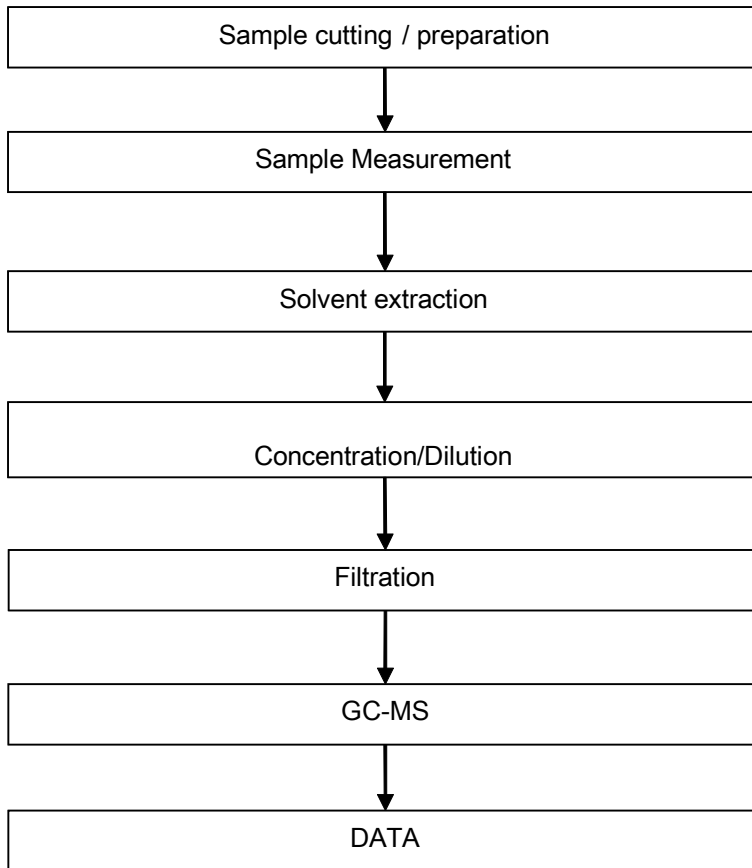 Sample cutting / preparation
Sample Measurement
Solvent extraction
Concentration/Dilution
Filtration
GC-MS
DATA